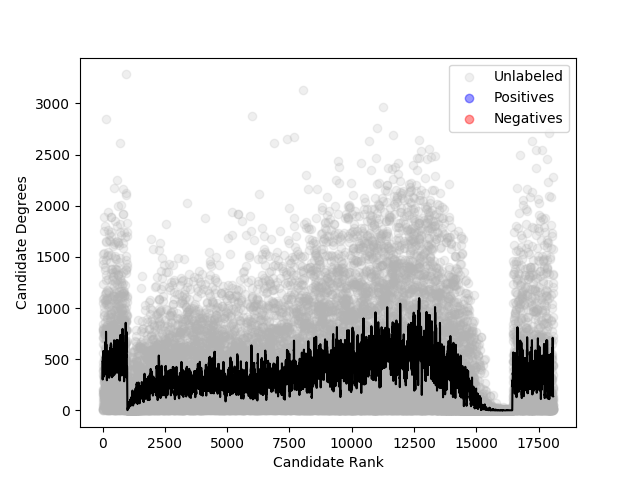 Unlabeled
Positives
Negatives
3000
2500
2000
1500
1000
500
0
Candidate Degrees
0 2500 5000 7500 10000 12500 15000 17500
Candidate Rank